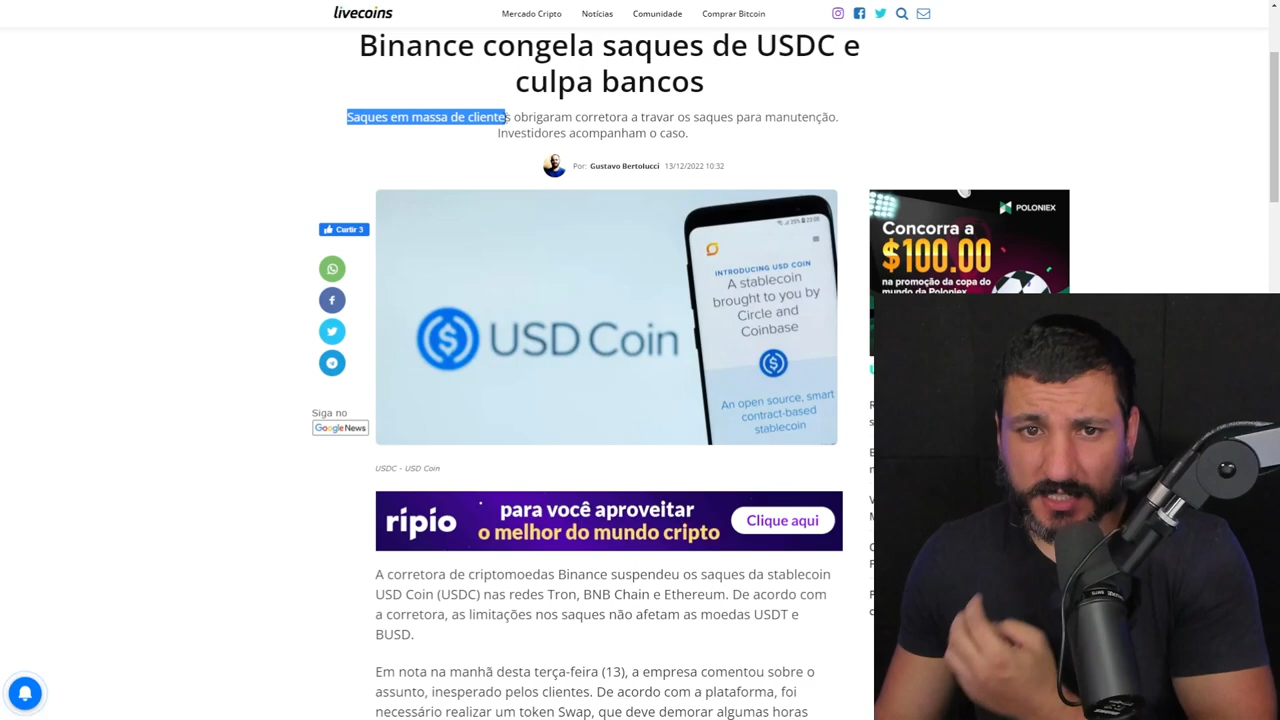 livecoins
Mercado Cripto
Notícias
Comunidade
Comprar Bitcoin
Binance congela saques de USDC e
culpa bancos
Saques em massa de clientes obrigaram corretora a travar os saques para manutenção.
Investidores acompanham o caso.
Por: Gustavo Bertolucci 13/12/2022 10:32
Curtir 3
USD Coin
INTRODUCING USD COIN
A stablecoin
brought to you by
Circle and
Coinbase
An open source, smart
contract-based
stablecoin
POLONIEX
Concorra a
$100.00
na promoção da copa do
mundo da Poloniex
Siga no
Google News
USDC - USD Coin
ripio
para você aproveitar
o melhor do mundo cripto
Clique aqui
A corretora de criptomoedas Binance suspendeu os saques da stablecoin
USD Coin (USDC) nas redes Tron, BNB Chain e Ethereum. De acordo com
a corretora, as limitações nos saques não afetam as moedas USDT e
BUSD.
Em nota na manhã desta terça-feira (13), a empresa comentou sobre o
assunto, inesperado pelos clientes. De acordo com a plataforma, foi
necessário realizar um token Swap, que deve demorar algumas horas